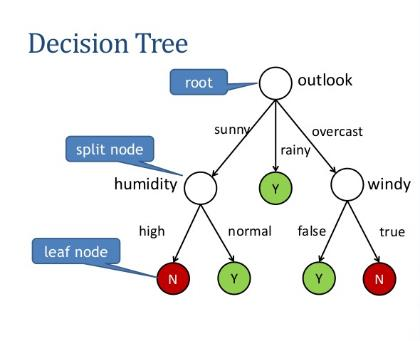 Decision Tree
root
outlook
sunny
rainy
overcast
split node
humidity
Y
windy
high
normal
false
true
leaf node
N
Y
Y
N